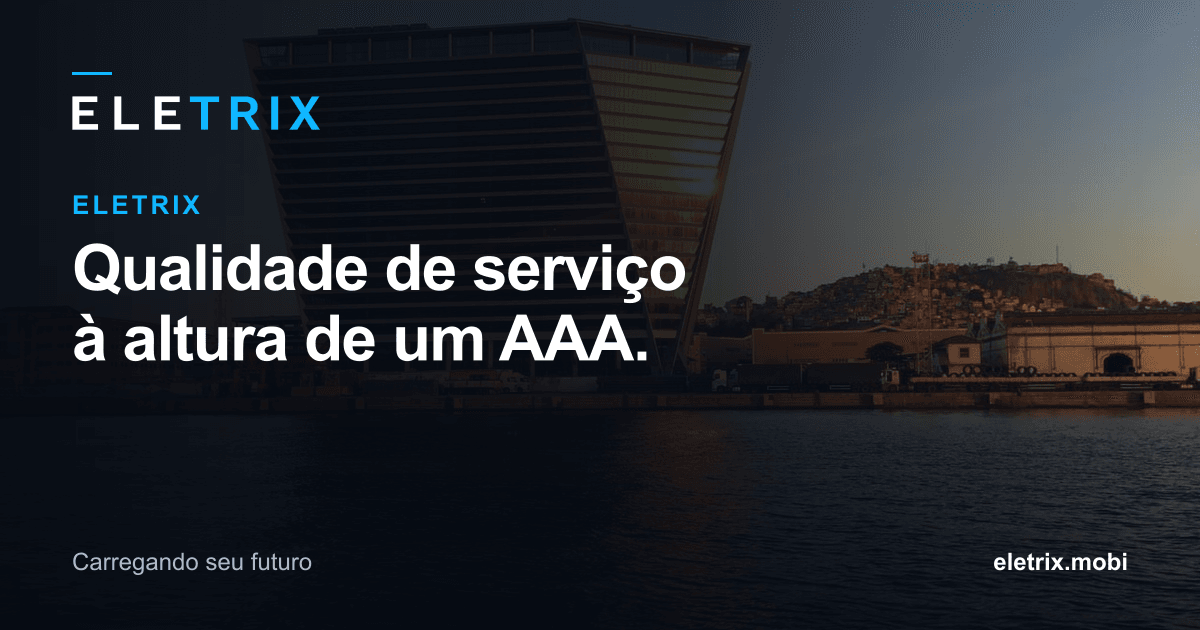 ELETRIX
ELETRIX
Qualidade de serviço
à altura de um AAA.
Carregando seu futuro
eletrix.mobi